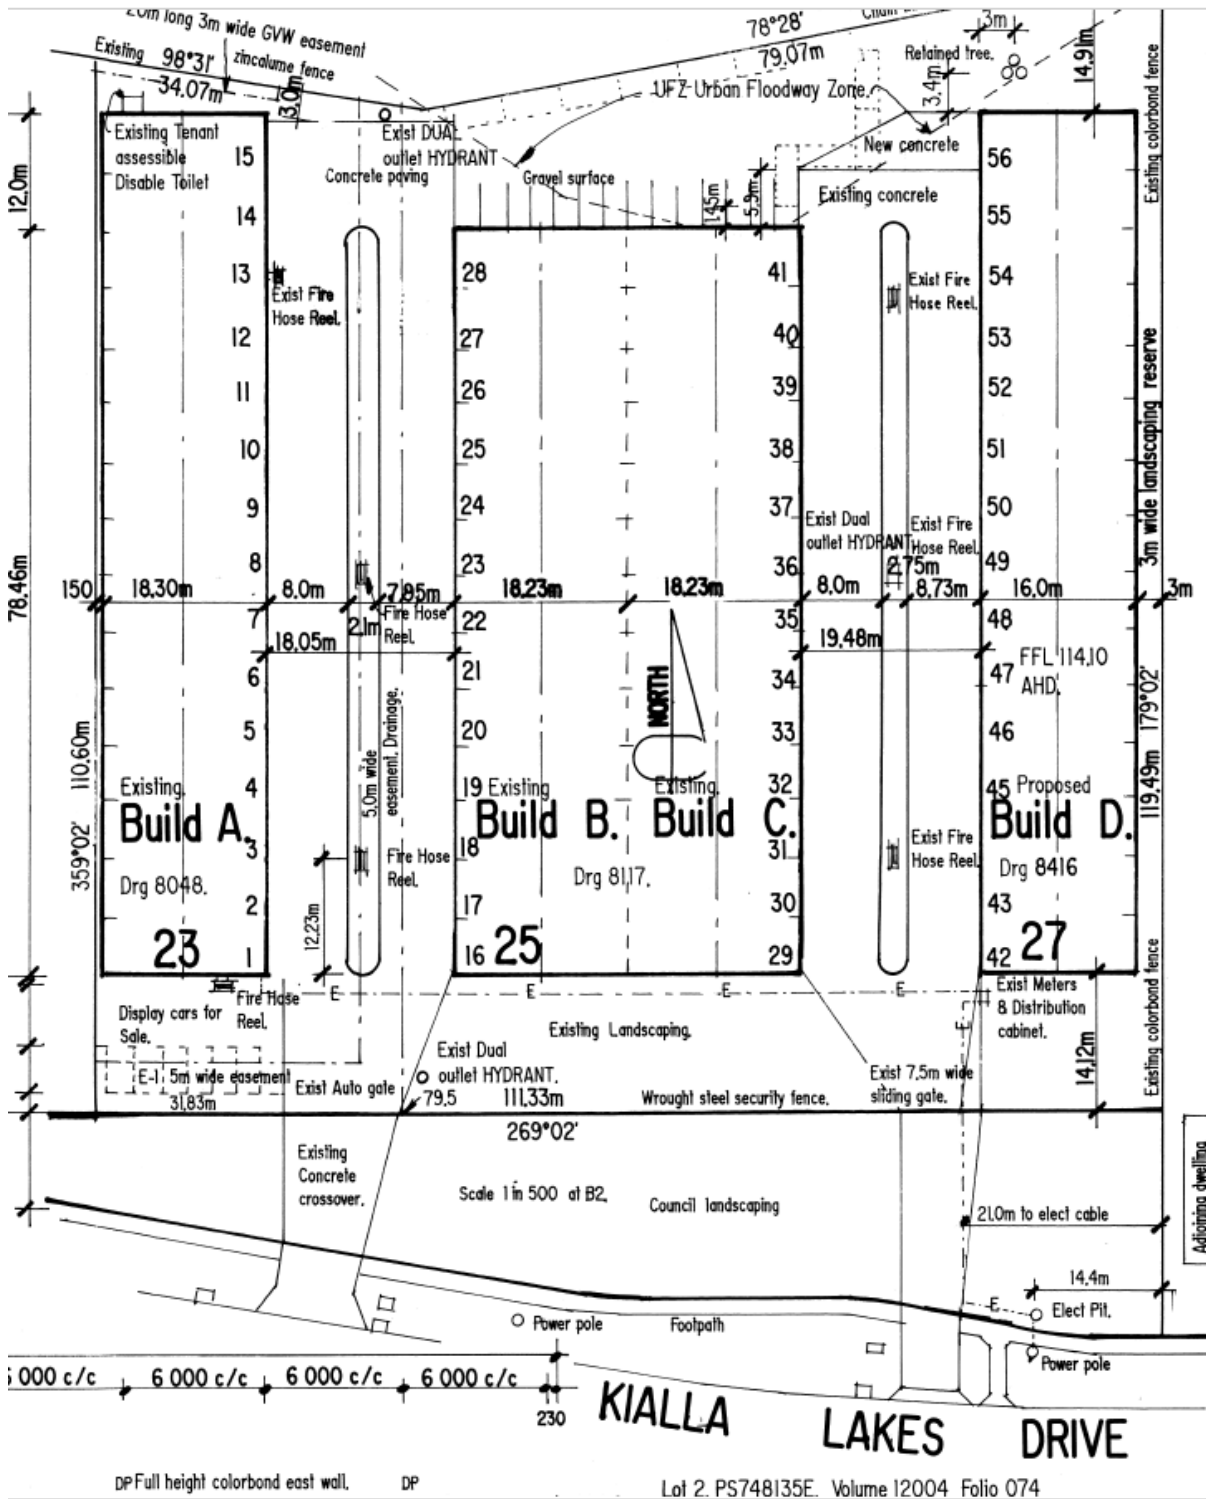 20m long 3m wide GVW easement
Existing 98°31' zincalume fence
34.07m
3.0m
78°28'
79.07m
Chain
3m
Retained tree.
3.4m
14.91m
Existing colorbond fence
UFZ-Urban Floodway Zone.
Existing Tenant
assessible
Disable Toilet
Exist DUAL
outlet HYDRANT
Concrete paving
Gravel surface
New concrete
Existing concrete
1.45m
5.9m
12.0m
78.46m
15
14
13
12
11
10
9
8
7
6
5
4
3
2
1
Exist Fire
Hose Reel.
28
27
26
25
24
23
22
21
20
19
18
17
16
41
40
39
38
37
36
35
34
33
32
31
30
29
Exist Fire
Hose Reel.
56
55
54
53
52
51
50
49
48
47
46
45
43
42
3m wide landscaping reserve
Exist Dual
outlet HYDRANT
Exist Fire
Hose Reel.
2.75m
150
18.30m
8.0m
7.95m
18.23m
18.23m
8.0m
8.73m
16.0m
3m
Fire Hose
Reel.
2.1m
18.05m
19.48m
FFL 114.10
AHD.
NORTH
359°02' 110.60m
5.0m wide
easement. Drainage.
119.49m 179°02'
Existing.
Build A.
Drg 8048.
23
Existing
Build B.
Existing.
Build C.
Drg 8117.
25
Proposed
Build D.
Drg 8416
27
Fire Hose
Reel.
Exist Fire
Hose Reel.
12.23m
Fire Hose
Reel.
Display cars for
Sale.
E E E E
Existing Landscaping.
Exist Meters
& Distribution
cabinet.
14.12m
Existing colorbond fence
E-1 5m wide easement
Exist Auto gate
Exist Dual
outlet HYDRANT.
Exist 7.5m wide
sliding gate.
31.83m
79.5
111.33m
Wrought steel security fence.
269°02'
Existing
Concrete
crossover.
Scale 1 in 500 at B2.
Council landscaping
21.0m to elect cable
Adjoining dwelling
14.4m
E
Elect Pit.
Power pole
Footpath
Power pole
000 c/c
6 000 c/c
6 000 c/c
6 000 c/c
230
KIALLA LAKES DRIVE
DP Full height colorbond east wall. DP
Lot 2. PS748135E. Volume 12004 Folio 074